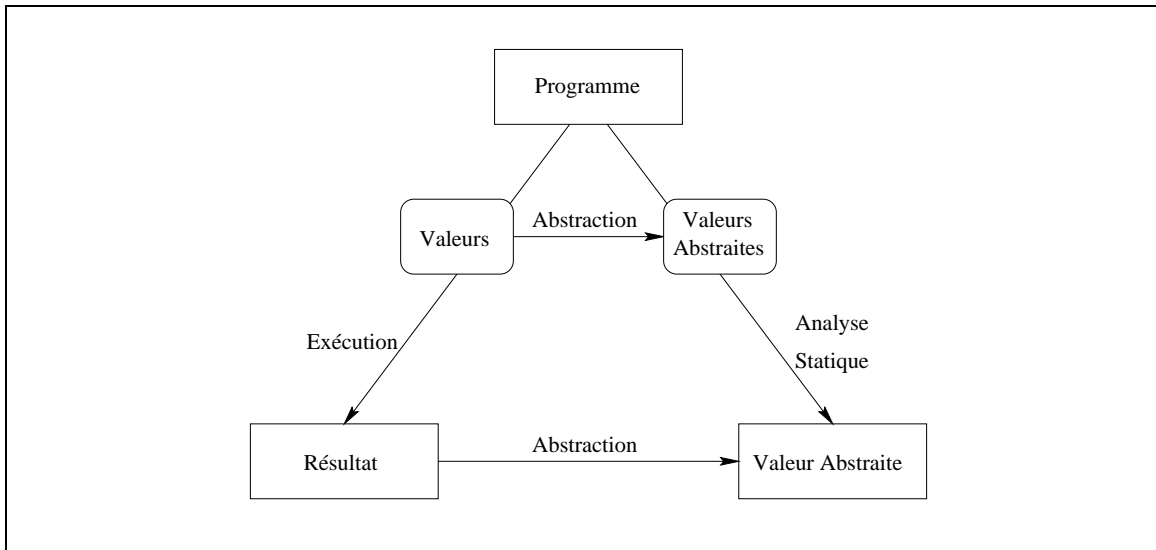 Programme
Valeurs
Abstraction
Valeurs
Abstraites
Exécution
Analyse
Statique
Résultat
Abstraction
Valeur Abstraite